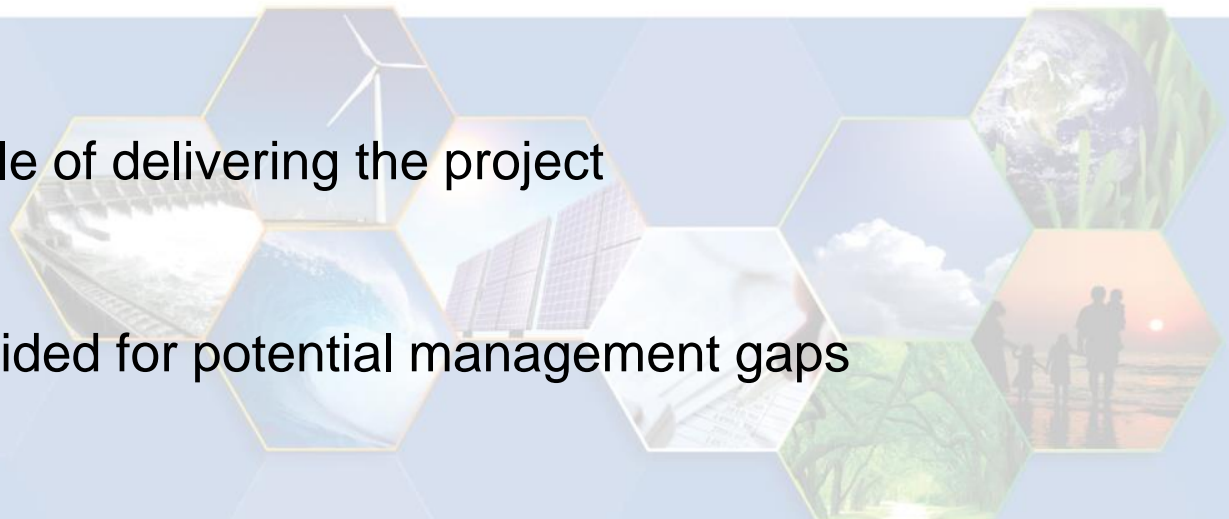 le of delivering the project
ided for potential management gaps